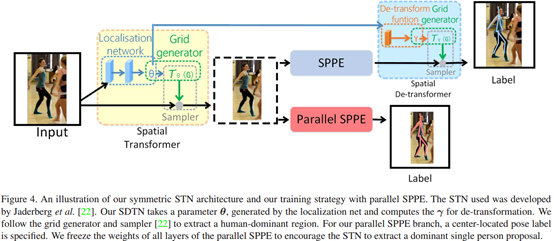 Localisation
network
Grid
generator
θ
T θ (G)
Sampler
Input
Spatial
Transformer
SPPE
Parallel SPPE
De-transform
funtion
Grid
generator
γ
T γ (G)
Sampler
Spatial
De-transformer
Label
Label
Figure 4. An illustration of our symmetric STN architecture and our training strategy with parallel SPPE. The STN used was developed
by Jaderberg et al. [22]. Our SDTN takes a parameter θ, generated by the localization net and computes the γ for de-transformation. We
follow the grid generator and sampler [22] to extract a human-dominant region. For our parallel SPPE branch, a center-located pose label
is specified. We freeze the weights of all layers of the parallel SPPE to encourage the STN to extract a dominant single person proposal.